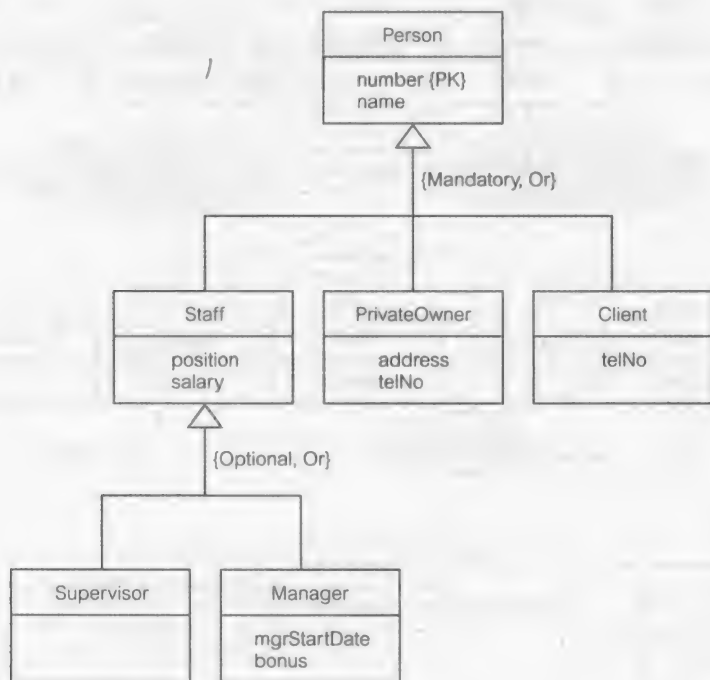 Person
number {PK}
name
{Mandatory, Or}
Staff
position
salary
PrivateOwner
address
telNo
Client
telNo
{Optional, Or}
Supervisor
Manager
mgrStartDate
bonus